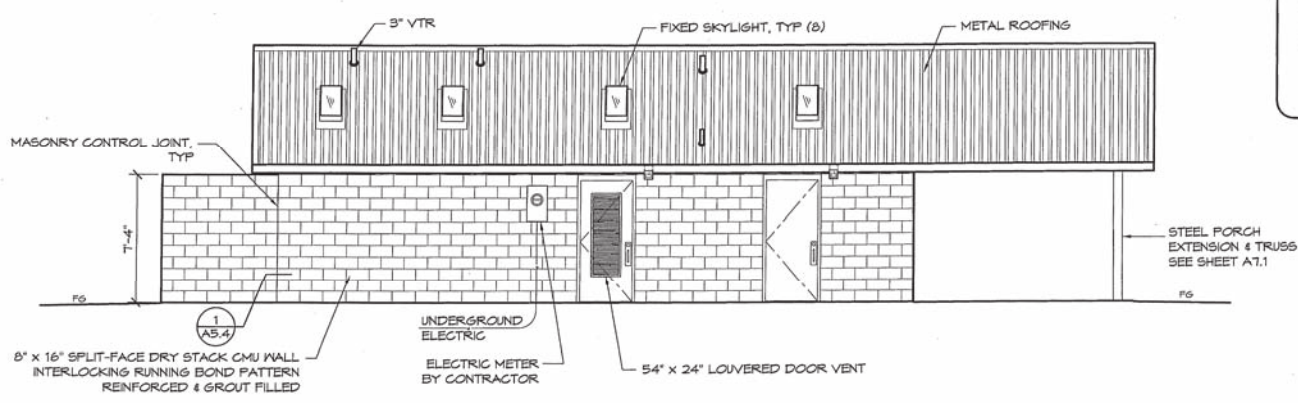 3" VTR
FIXED SKYLIGHT, TYP (8)
METAL ROOFING
MASONRY CONTROL JOINT,
TYP
7'-4"
STEEL PORCH
EXTENSION & TRUSS
SEE SHEET A7.1
FG
FG
1
A5.4
UNDERGROUND
ELECTRIC
8" x 16" SPLIT-FACE DRY STACK CMU WALL
INTERLOCKING RUNNING BOND PATTERN
REINFORCED & GROUT FILLED
ELECTRIC METER
BY CONTRACTOR
54" x 24" LOUVERED DOOR VENT